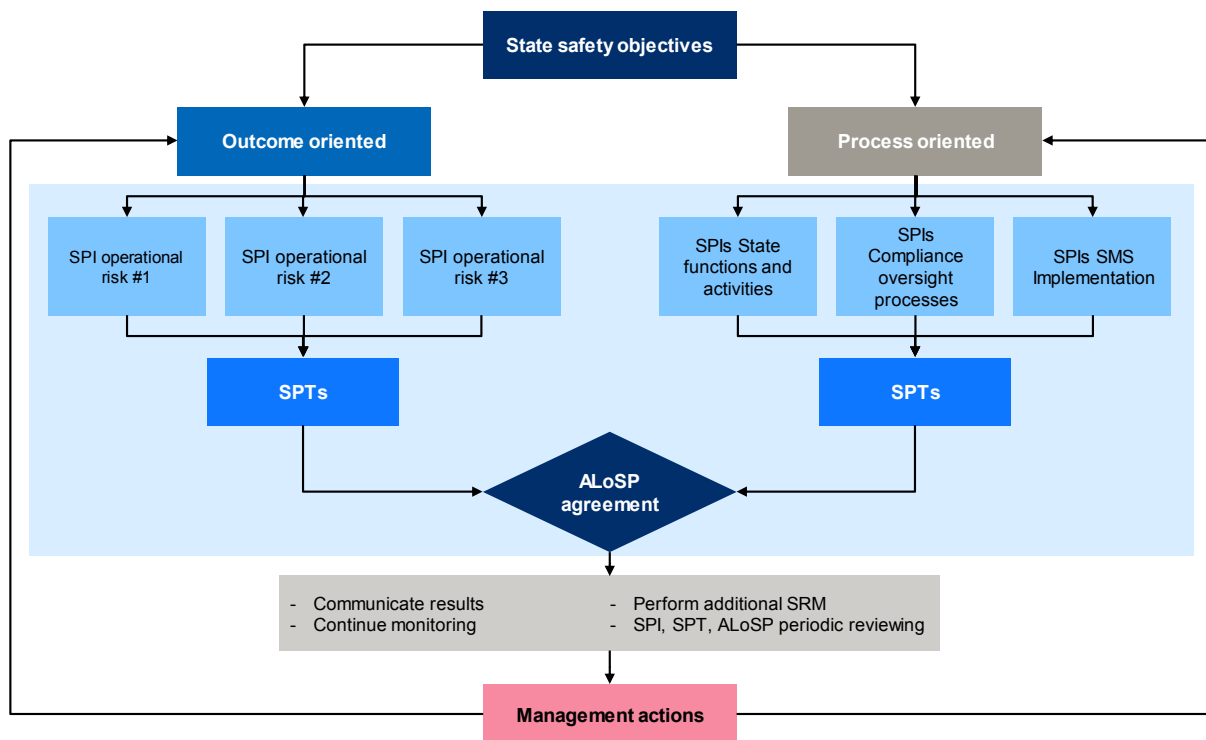 State safety objectives
Outcome oriented
Process oriented
SPI operational
risk #1
SPI operational
risk #2
SPI operational
risk #3
SPIs State
functions and
activities
SPIs
Compliance
oversight
processes
SPIs SMS
Implementation
SPTs
SPTs
ALoSP
agreement
- Communicate results
- Continue monitoring
- Perform additional SRM
- SPI, SPT, ALoSP periodic reviewing
Management actions